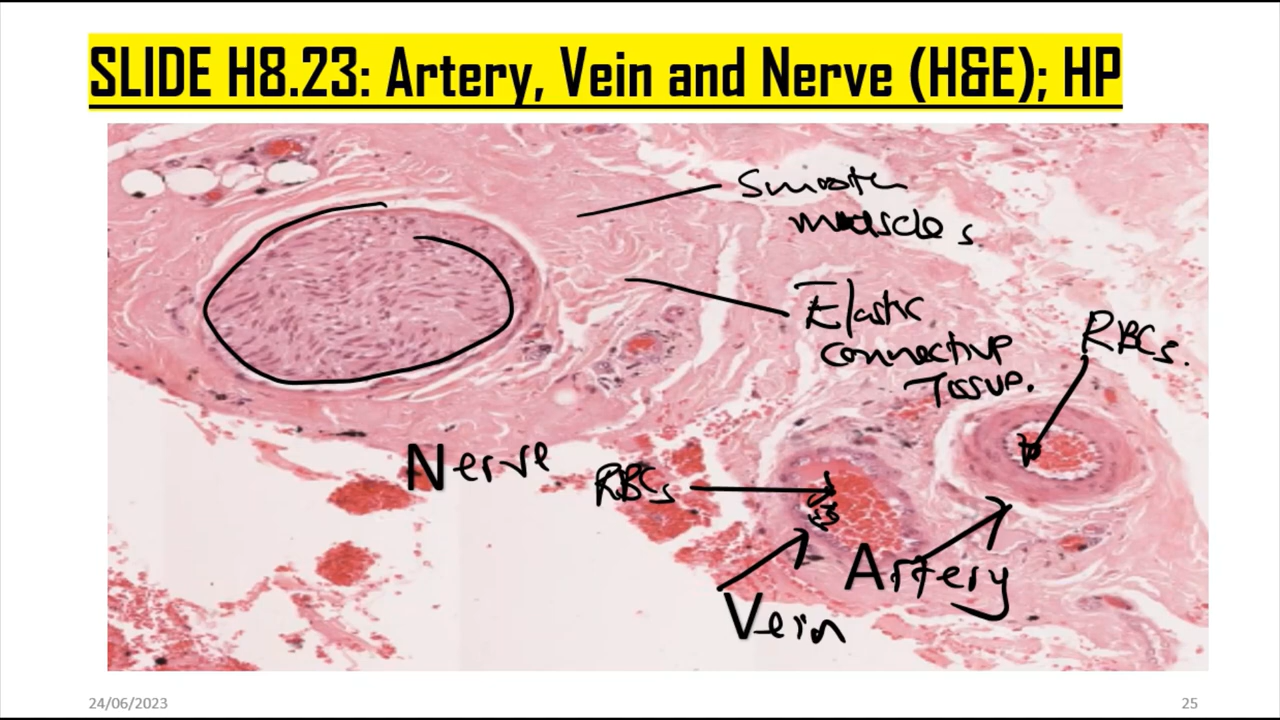 SLIDE H8.23: Artery, Vein and Nerve (H&E); HP
Smooth
muscles.
Elastic
connective
Tissue.
RBCs.
Nerve
RBCs
Artery
Vein
24/06/2023
25